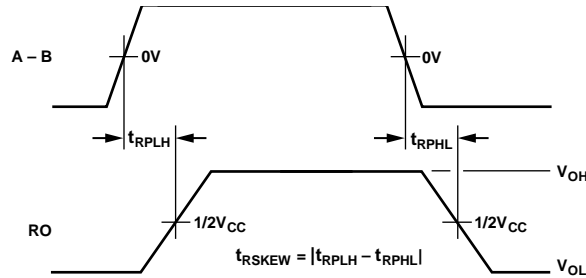 A – B
0V
0V
tRPLH
tRPHL
VOH
RO
1/2VCC
1/2VCC
tRSKEW = |tRPLH – tRPHL|
VOL